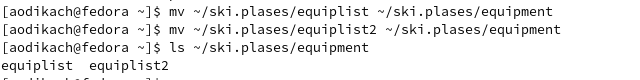 [aodikach@fedora ~]$ mv ~/ski.plases/equiplist ~/ski.plases/equipment
[aodikach@fedora ~]$ mv ~/ski.plases/equiplist2 ~/ski.plases/equipment
[aodikach@fedora ~]$ ls ~/ski.plases/equipment
equiplist  equiplist2